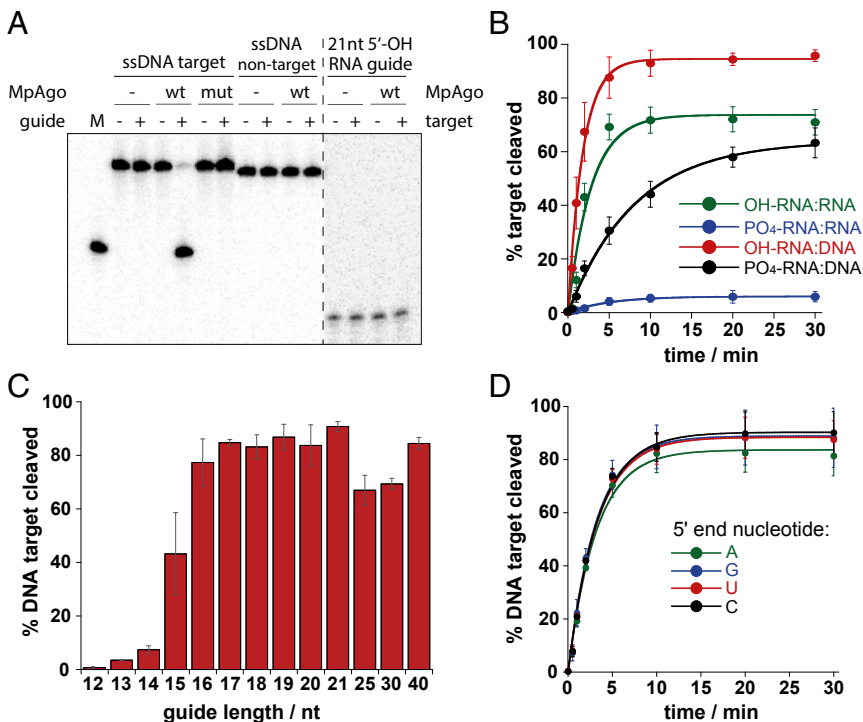 A
ssDNA target
ssDNA
non-target
21nt 5'-OH
RNA guide
MpAgo - wt mut - wt - wt MpAgo
guide M - + - + - + - + - + - + - + target
B
% target cleaved
100
80
60
40
20
0
OH-RNA:RNA
PO₄-RNA:RNA
OH-RNA:DNA
PO₄-RNA:DNA
0 5 10 15 20 25 30
time / min
C
% DNA target cleaved
100
80
60
40
20
0
12 13 14 15 16 17 18 19 20 21 25 30 40
guide length / nt
D
% DNA target cleaved
100
80
60
40
20
0
5' end nucleotide:
A
G
U
C
0 5 10 15 20 25 30
time / min